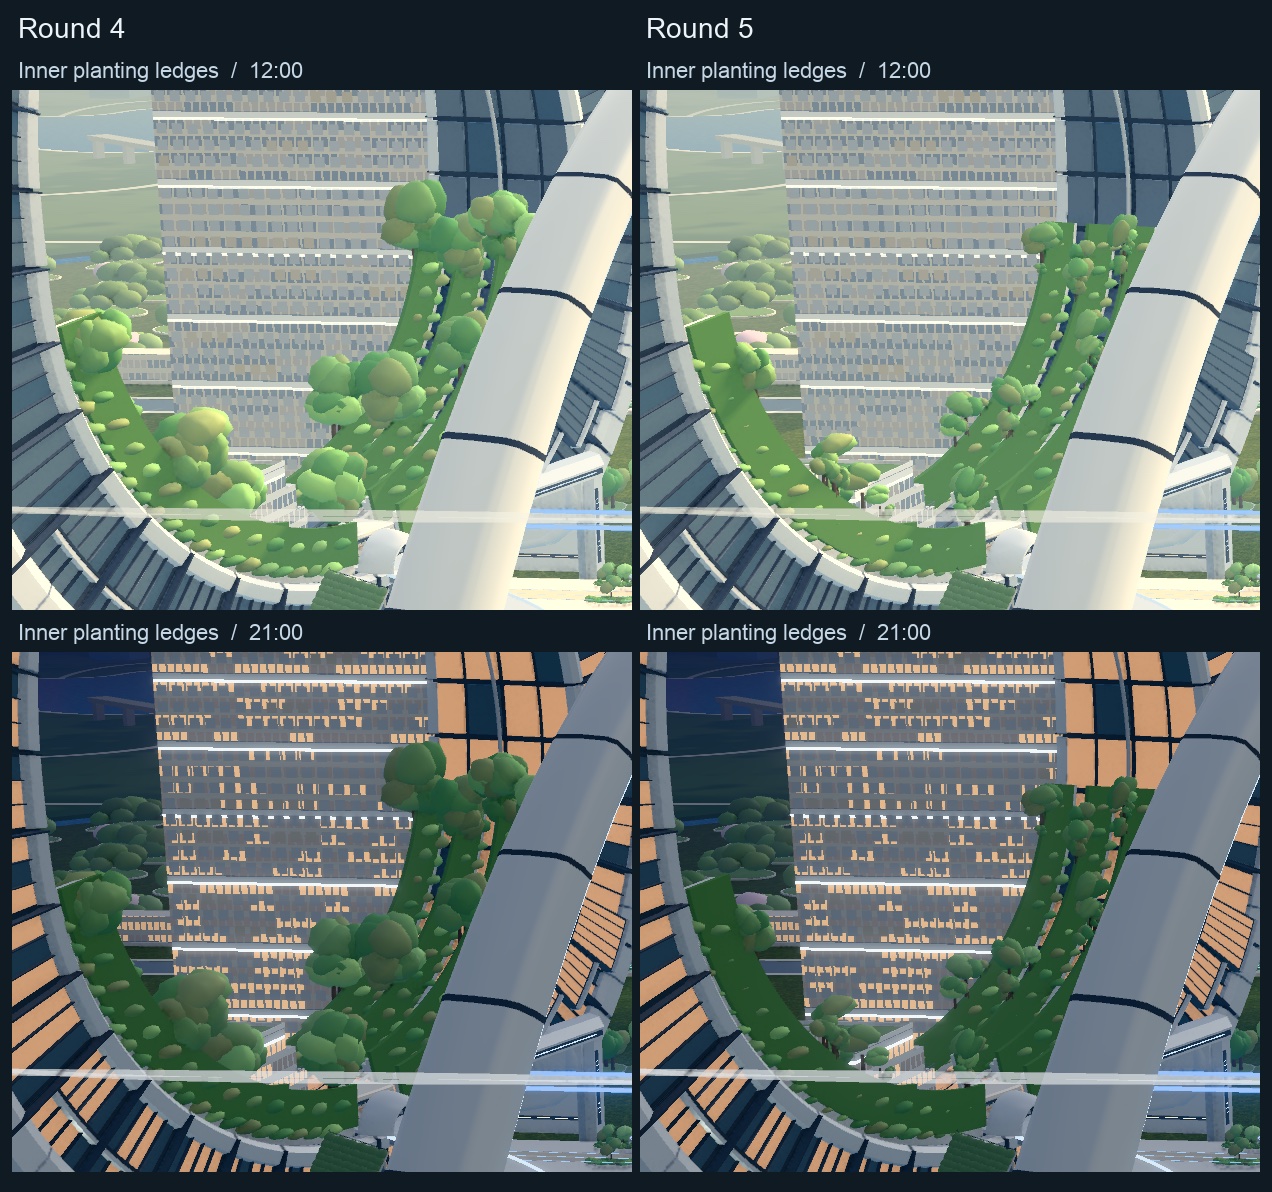 Round 4
Round 5
Inner planting ledges / 12:00
Inner planting ledges / 12:00
Inner planting ledges / 21:00
Inner planting ledges / 21:00